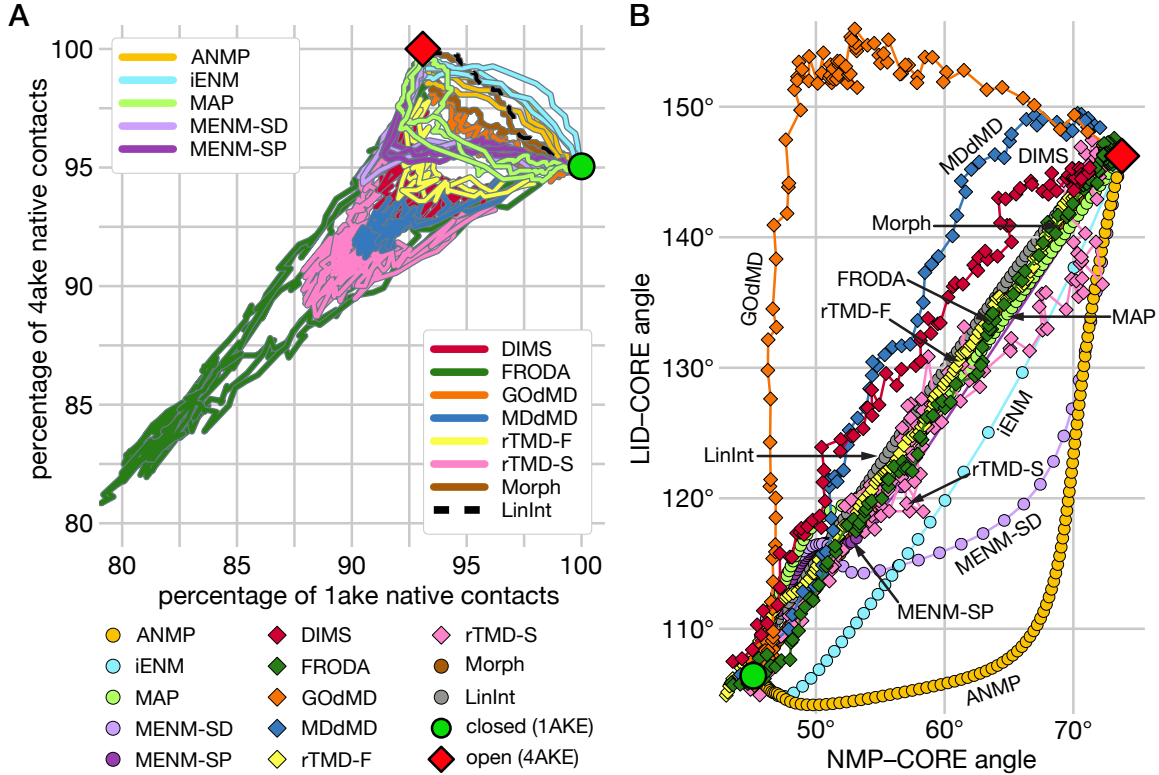 A
percentage of 4ake native contacts
100
95
90
85
80
80
85
90
95
100
percentage of 1ake native contacts
ANMP
iENM
MAP
MENM-SD
MENM-SP
DIMS
FRODA
GOdMD
MDdMD
rTMD-F
rTMD-S
Morph
LinInt
ANMP
iENM
MAP
MENM-SD
MENM-SP
DIMS
FRODA
GOdMD
MDdMD
rTMD-F
rTMD-S
Morph
LinInt
closed (1AKE)
open (4AKE)
B
LID–CORE angle
150°
140°
130°
120°
110°
50°
60°
70°
NMP–CORE angle
GOdMD
MDdMD
DIMS
Morph
FRODA
rTMD-F
MAP
LinInt
iENM
rTMD-S
MENM-SD
MENM-SP
ANMP